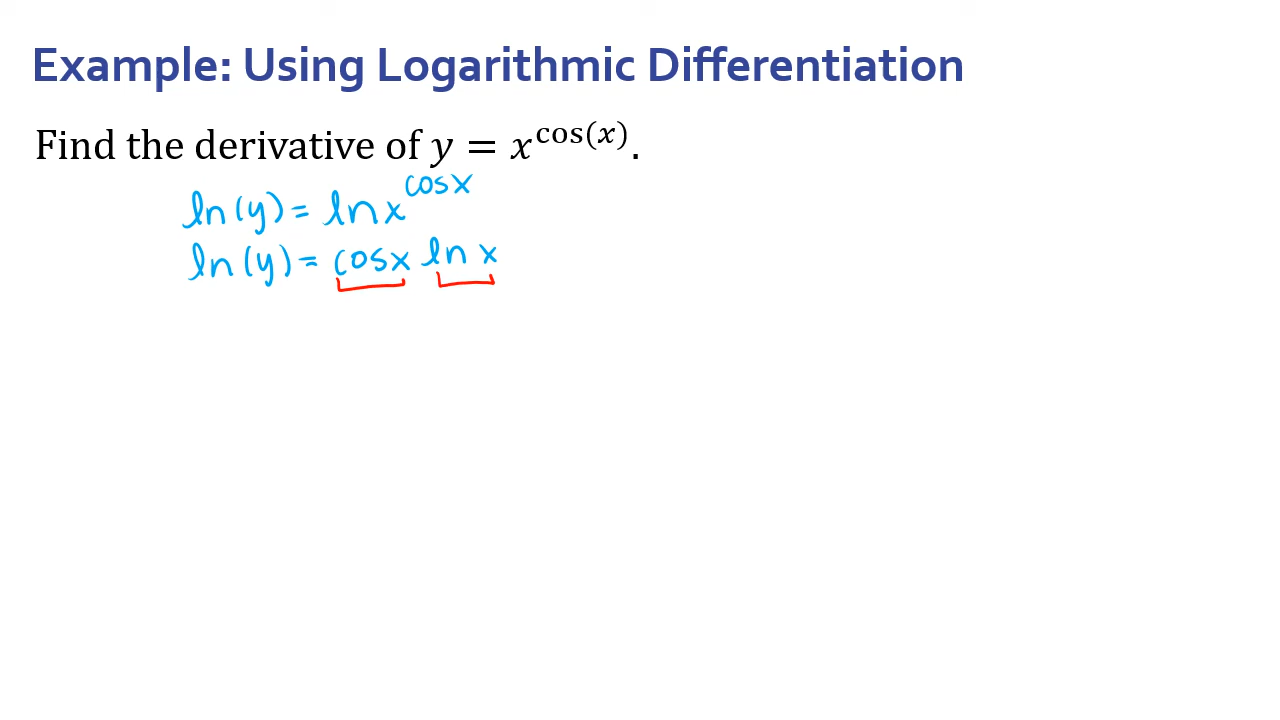 Example: Using Logarithmic Differentiation
Find the derivative of y = x^cos(x).
ln(y) = ln x^cosx
ln(y) = cosx ln x